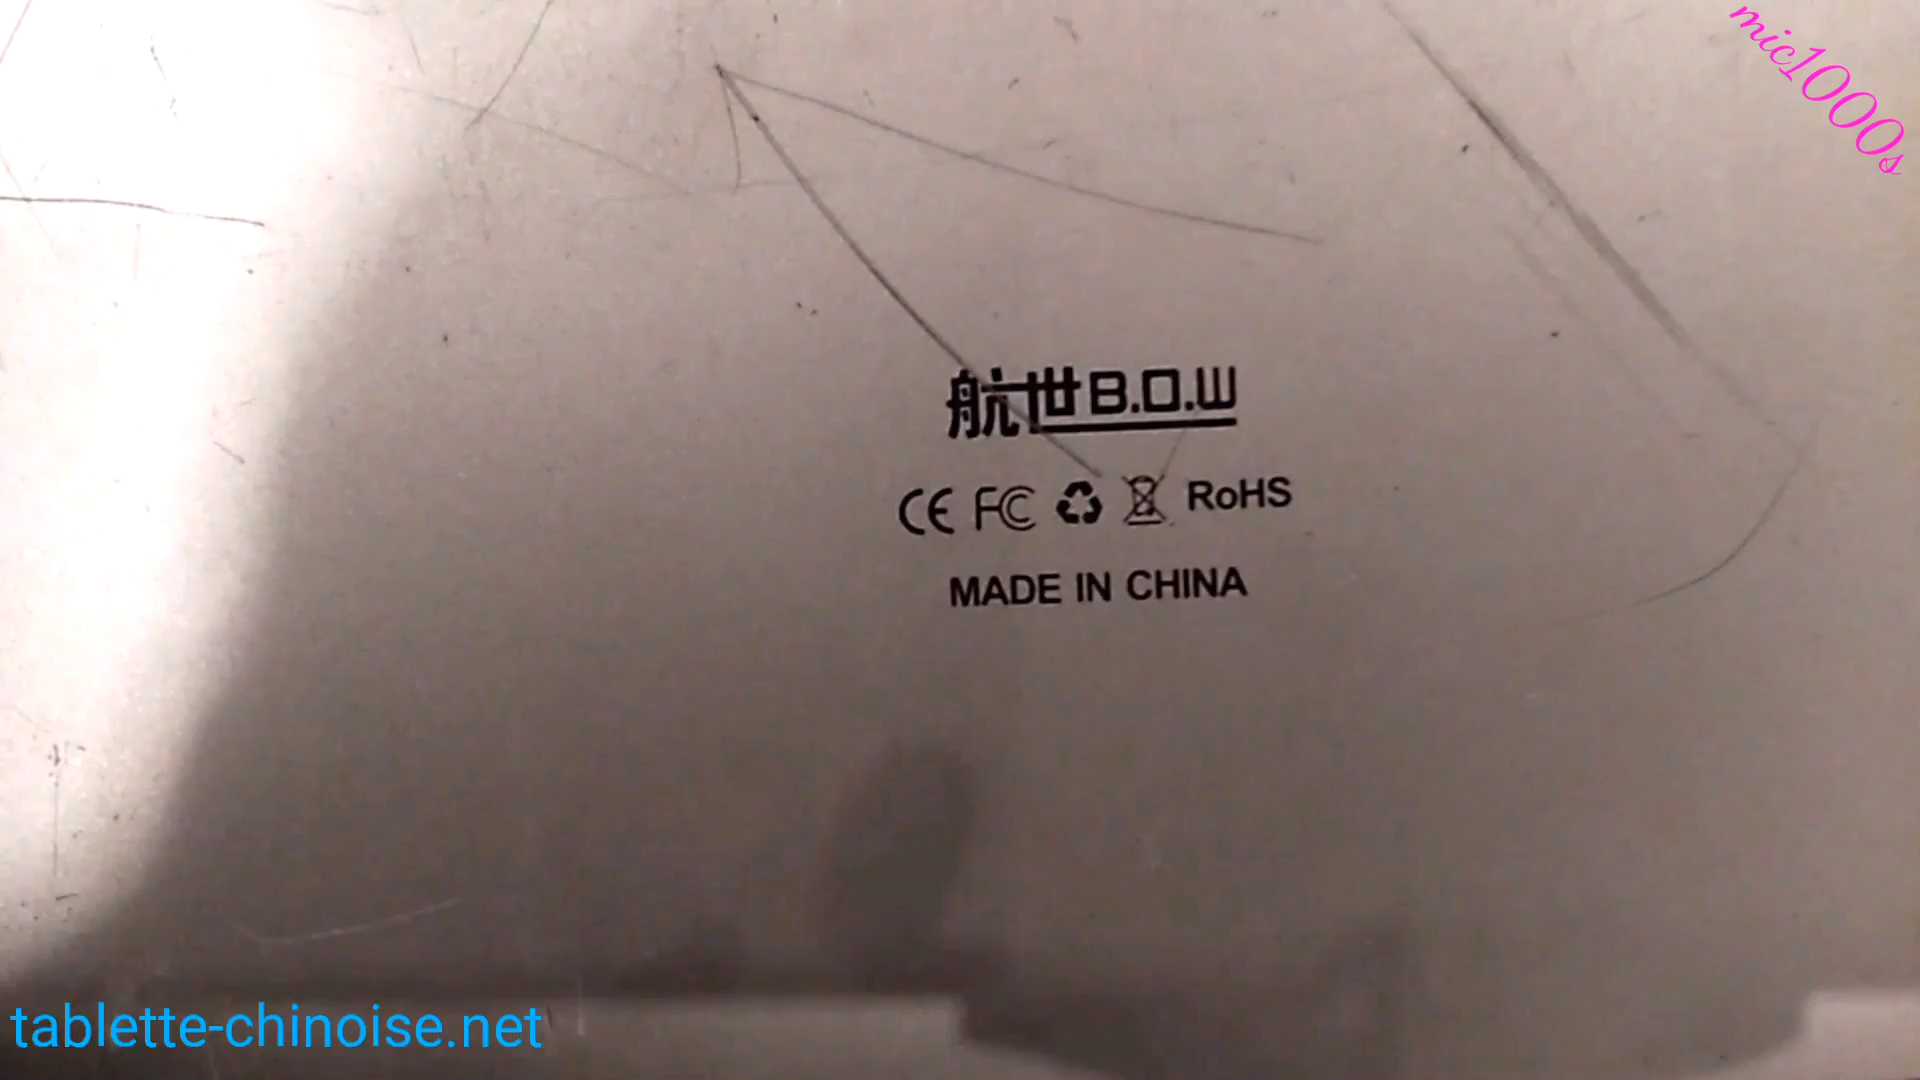 mic1000s
航世B.O.W
CE FC RoHS
MADE IN CHINA
tablette-chinoise.net